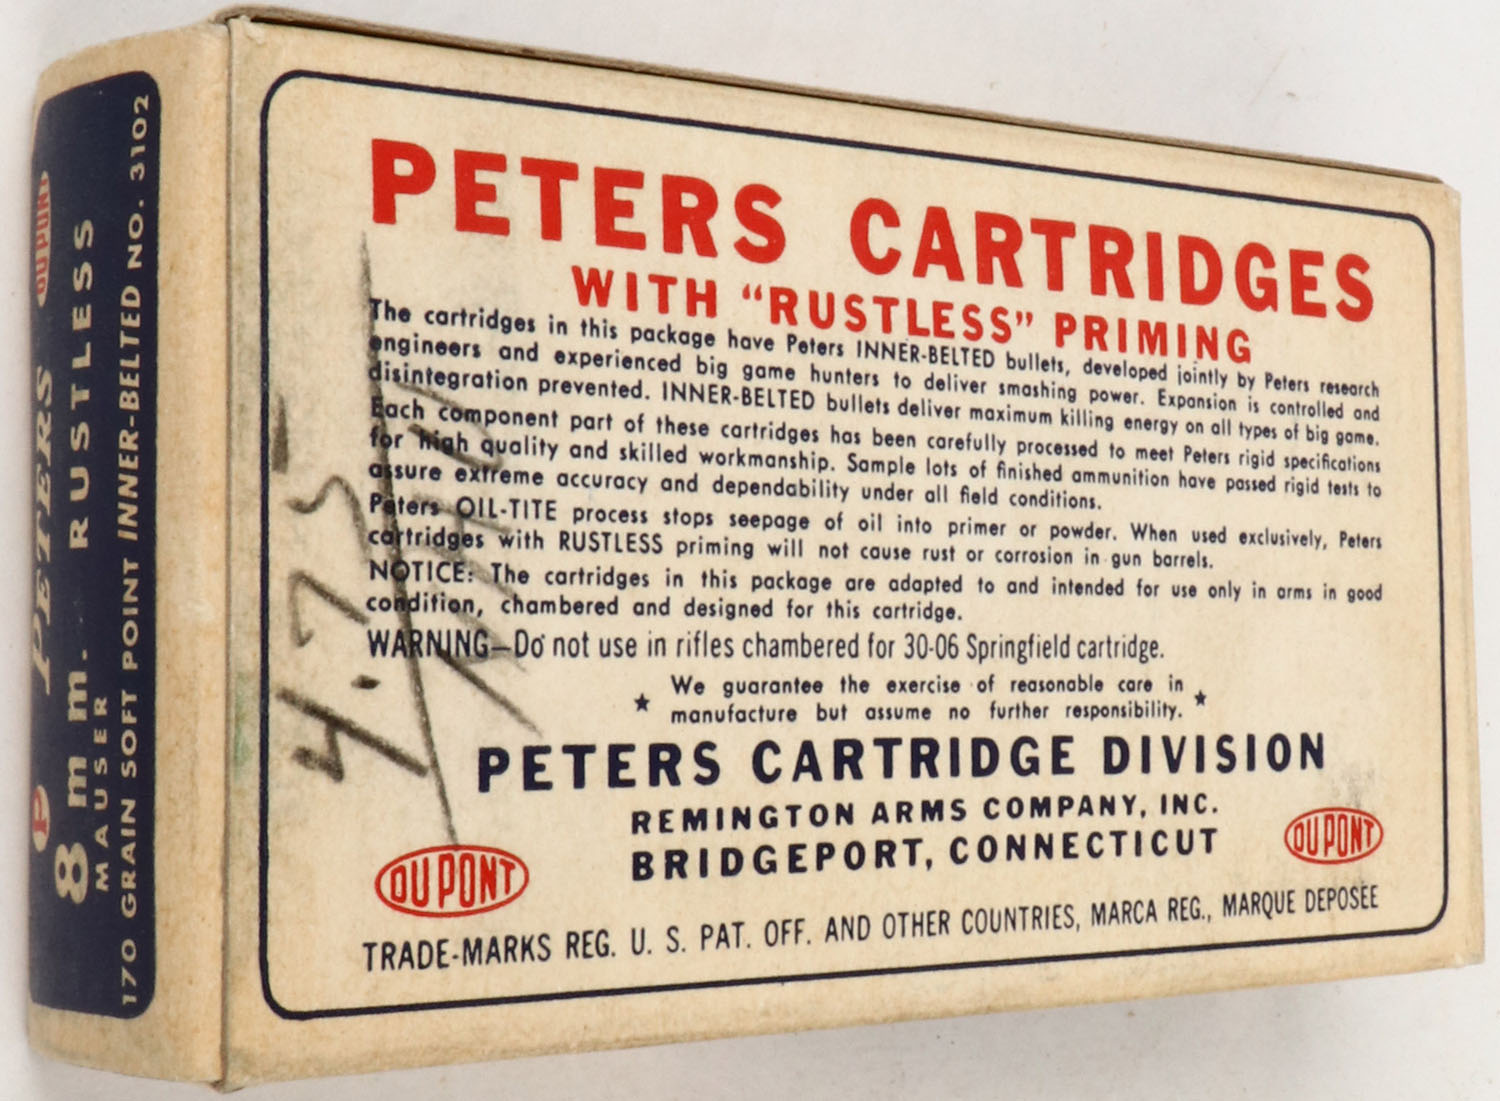 DU PONT
PETERS
P
8 mm. RUSTLESS
MAUSER
170 GRAIN SOFT POINT INNER-BELTED NO. 3102
PETERS CARTRIDGES
WITH “RUSTLESS” PRIMING
The cartridges in this package have Peters INNER-BELTED bullets, developed jointly by Peters research
engineers and experienced big game hunters to deliver smashing power. Expansion is controlled and
disintegration prevented. INNER-BELTED bullets deliver maximum killing energy on all types of big game.
Each component part of these cartridges has been carefully processed to meet Peters rigid specifications
for high quality and skilled workmanship. Sample lots of finished ammunition have passed rigid tests to
assure extreme accuracy and dependability under all field conditions.
Peters OIL-TITE process stops seepage of oil into primer or powder. When used exclusively, Peters
cartridges with RUSTLESS priming will not cause rust or corrosion in gun barrels.
NOTICE: The cartridges in this package are adapted to and intended for use only in arms in good
condition, chambered and designed for this cartridge.
WARNING—Do not use in rifles chambered for 30-06 Springfield cartridge.
We guarantee the exercise of reasonable care in
manufacture but assume no further responsibility.
PETERS CARTRIDGE DIVISION
REMINGTON ARMS COMPANY, INC.
BRIDGEPORT, CONNECTICUT
DU PONT
DU PONT
TRADE-MARKS REG. U. S. PAT. OFF. AND OTHER COUNTRIES, MARCA REG., MARQUE DEPOSÉE
4.75